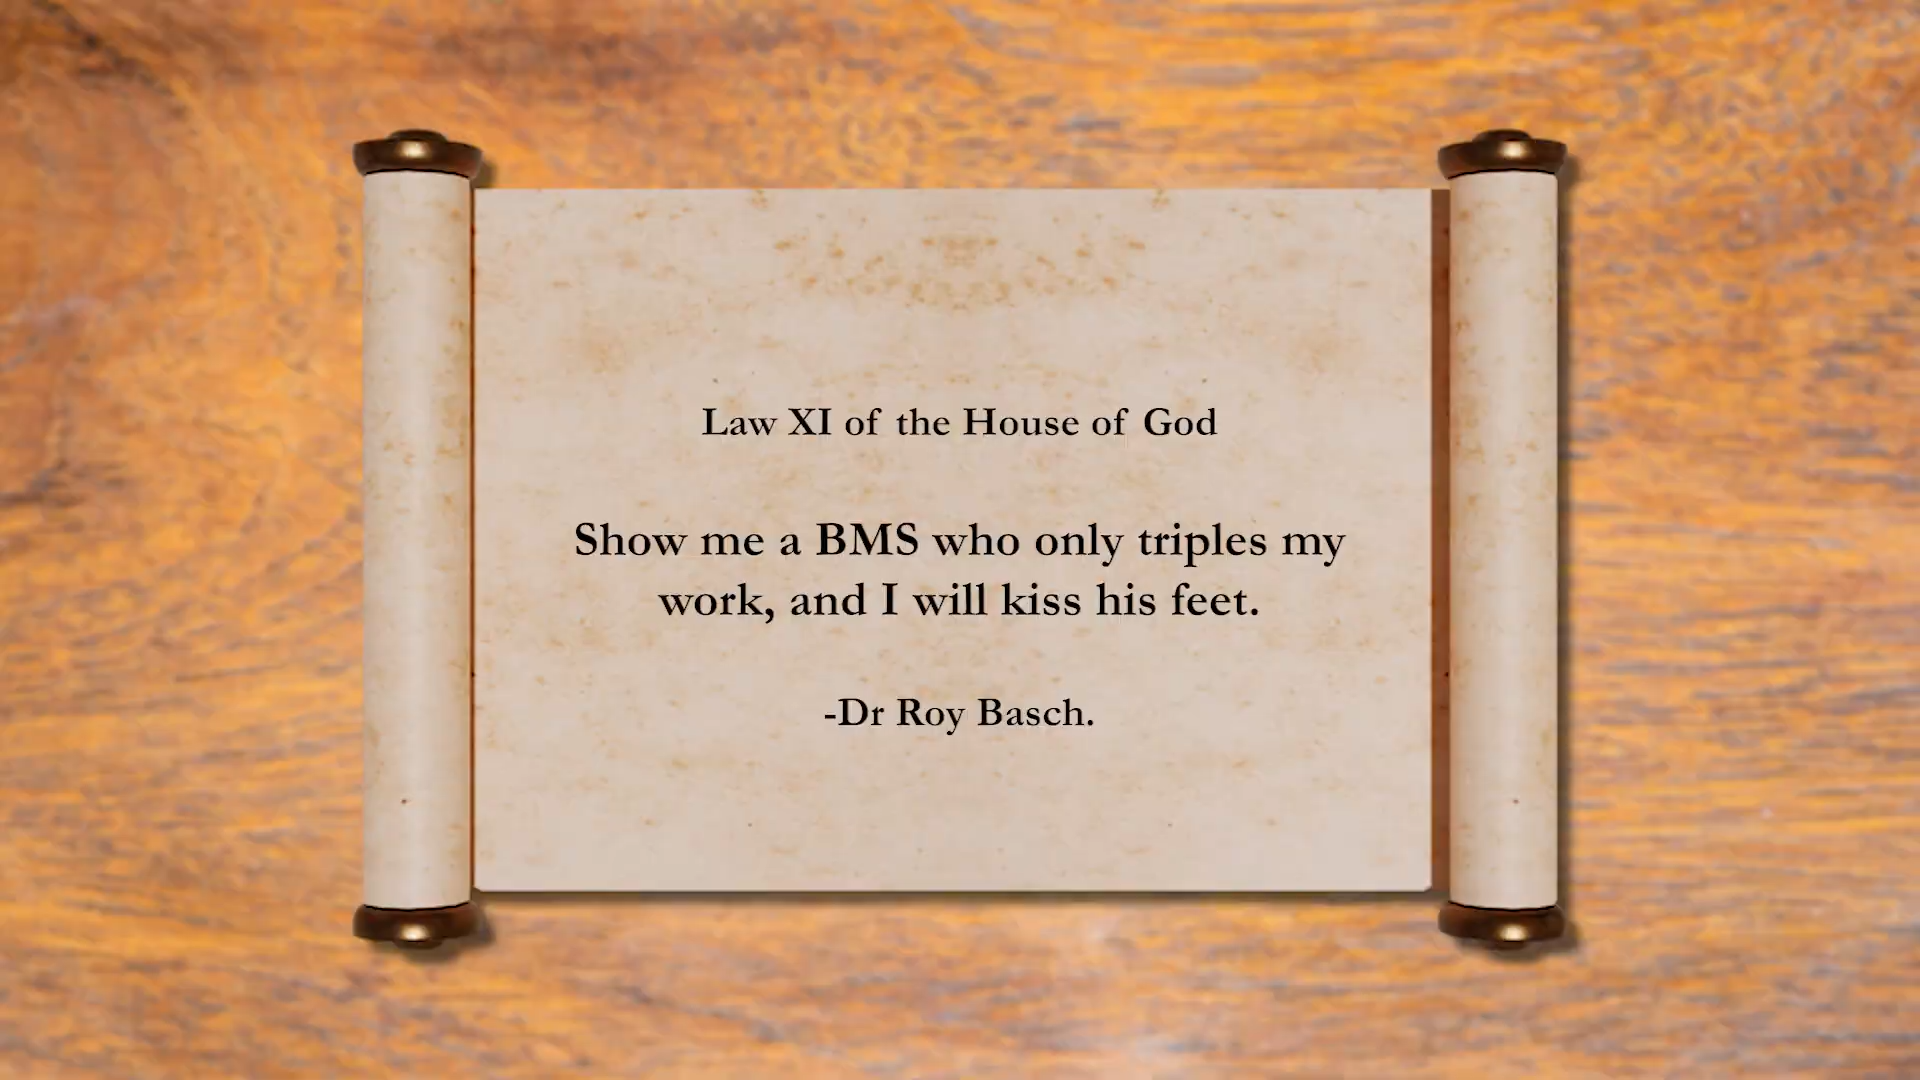 Law XI of the House of God
Show me a BMS who only triples my
work, and I will kiss his feet.
-Dr Roy Basch.